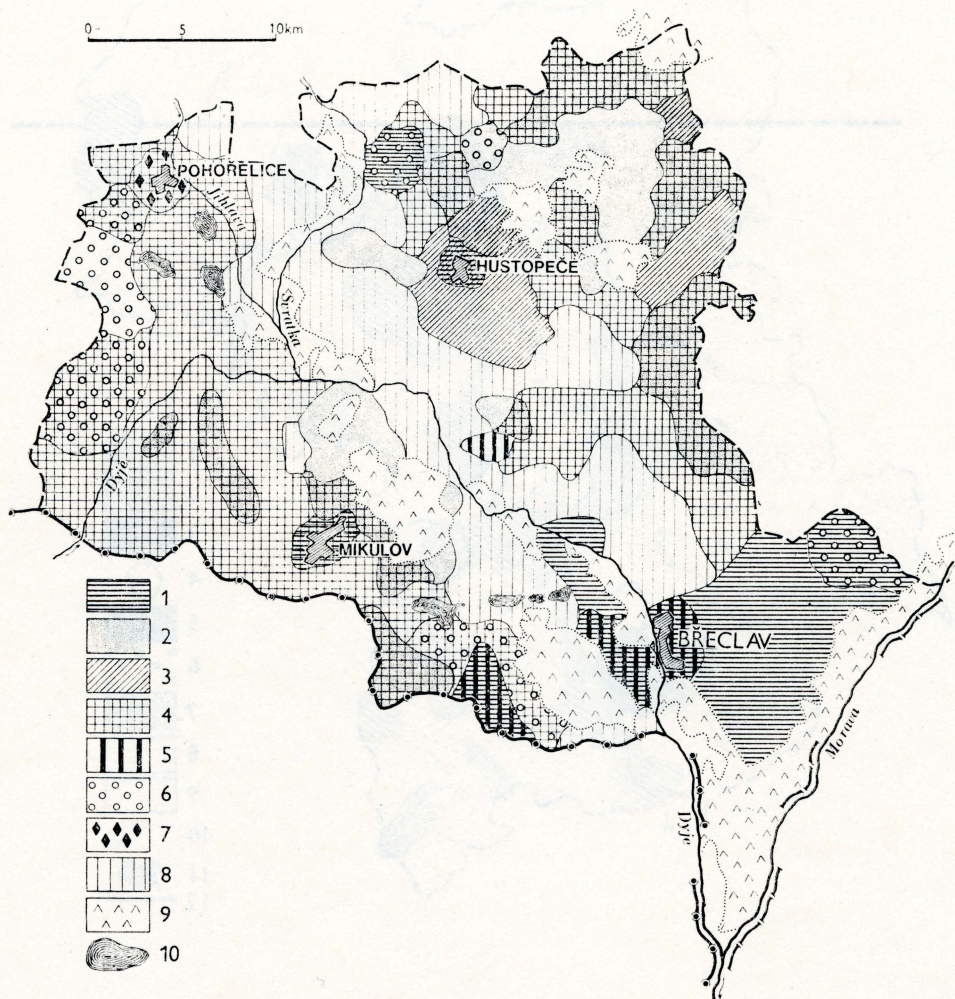 0 5 10km
POHOŘELICE
Jihlava
HUSTOPEČE
Svratka
Dyje
MIKULOV
BŘECLAV
Morava
Dyje
1
2
3
4
5
6
7
8
9
10